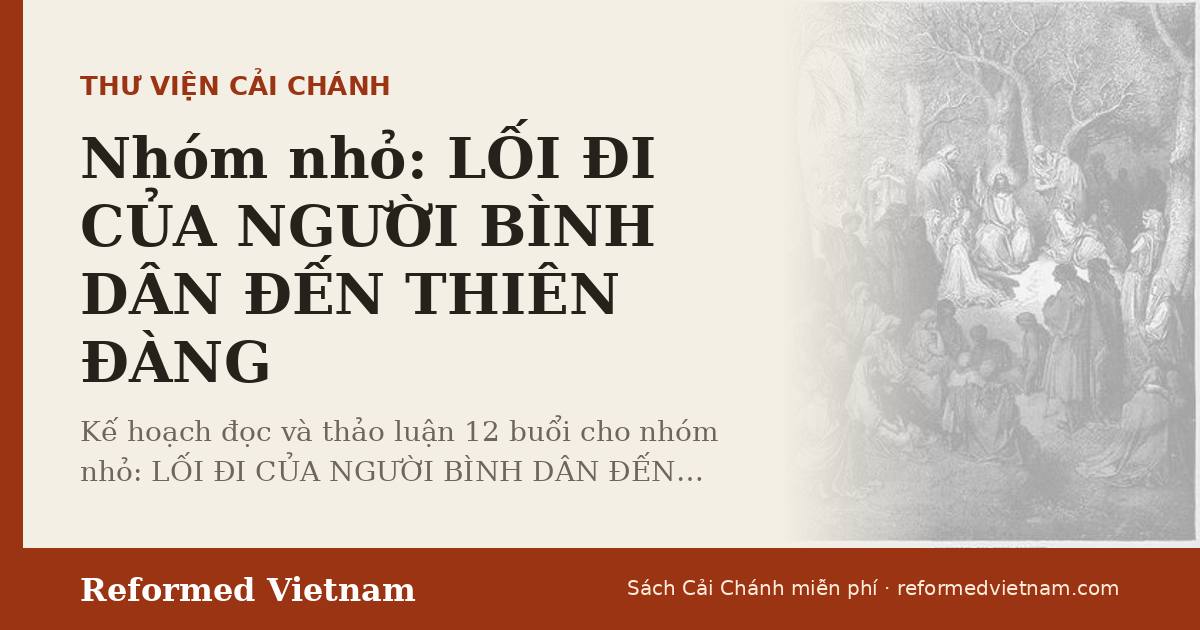 THƯ VIỆN CẢI CHÁNH
Nhóm nhỏ: LỐI ĐI
CỦA NGƯỜI BÌNH
DÂN ĐẾN THIÊN
ĐÀNG
Kế hoạch đọc và thảo luận 12 buổi cho nhóm
nhỏ: LỐI ĐI CỦA NGƯỜI BÌNH DÂN ĐẾN...
Reformed Vietnam
Sách Cải Chánh miễn phí · reformedvietnam.com